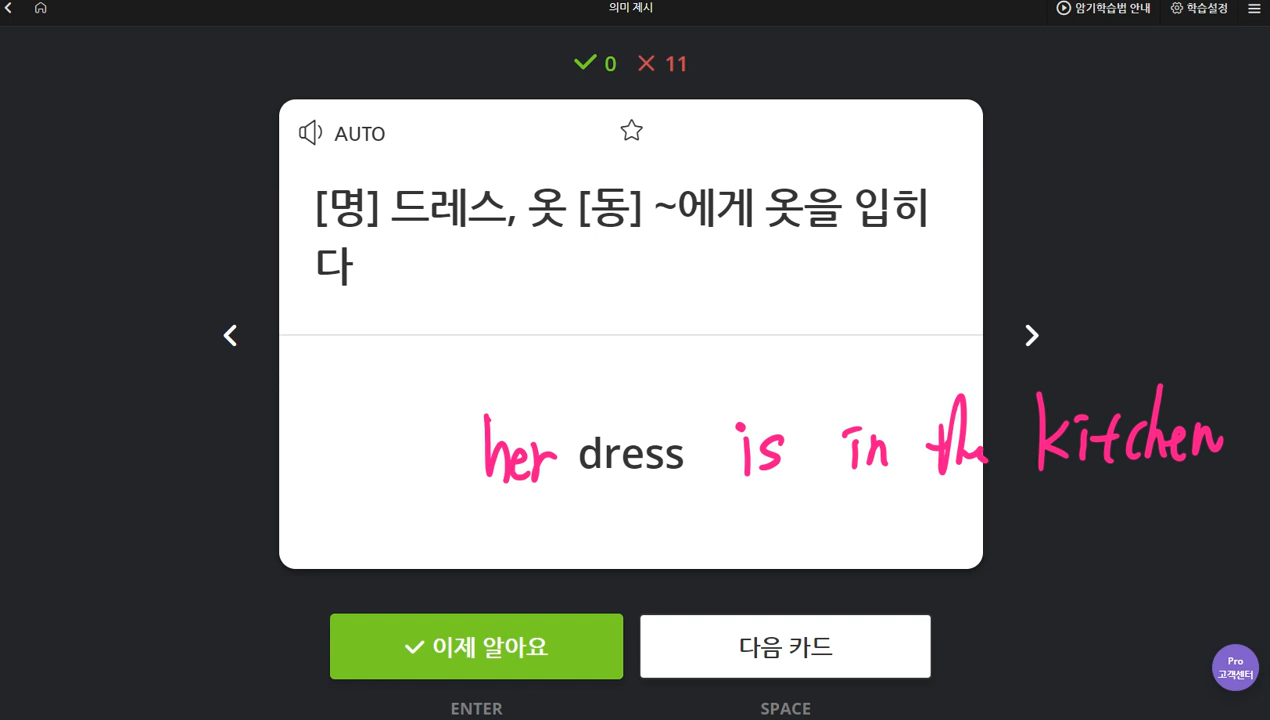 의미 제시
암기학습법 안내
학습설정
0 11
AUTO
[명] 드레스, 옷 [동] ~에게 옷을 입히
다
her dress is in the kitchen
이제 알아요
다음 카드
ENTER
SPACE
Pro
고객센터